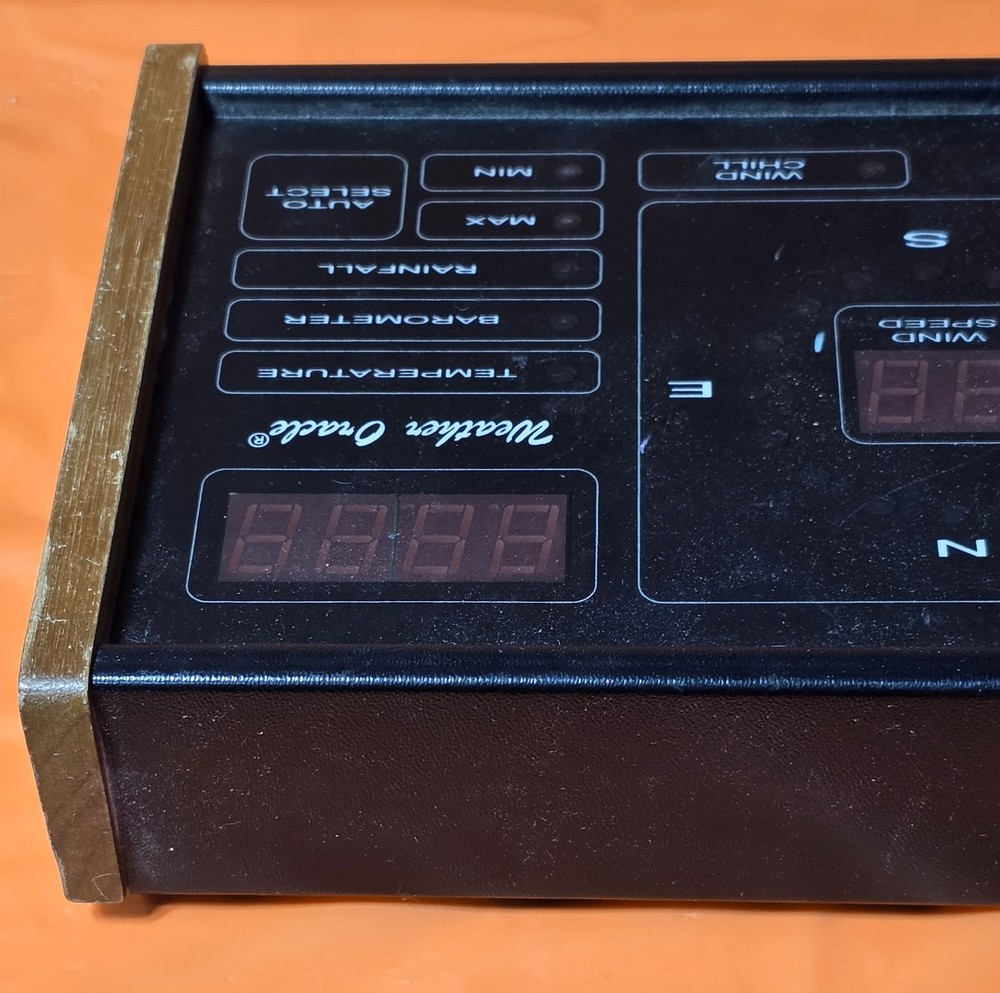 N
WIND
SPEED
E
S
WIND
CHILL
Weather Oracle®
TEMPERATURE
BAROMETER
RAINFALL
MAX
MIN
AUTO
SELECT